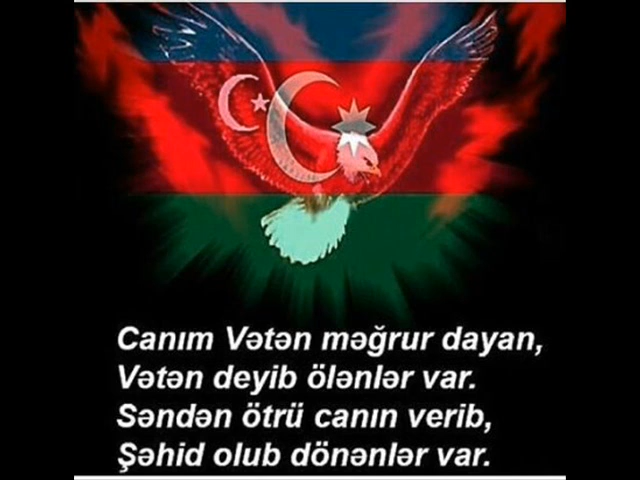 Canım Vətən məğrur dayan,
Vətən deyib ölənlər var.
Səndən ötrü canın verib,
Şəhid olub dönənlər var.